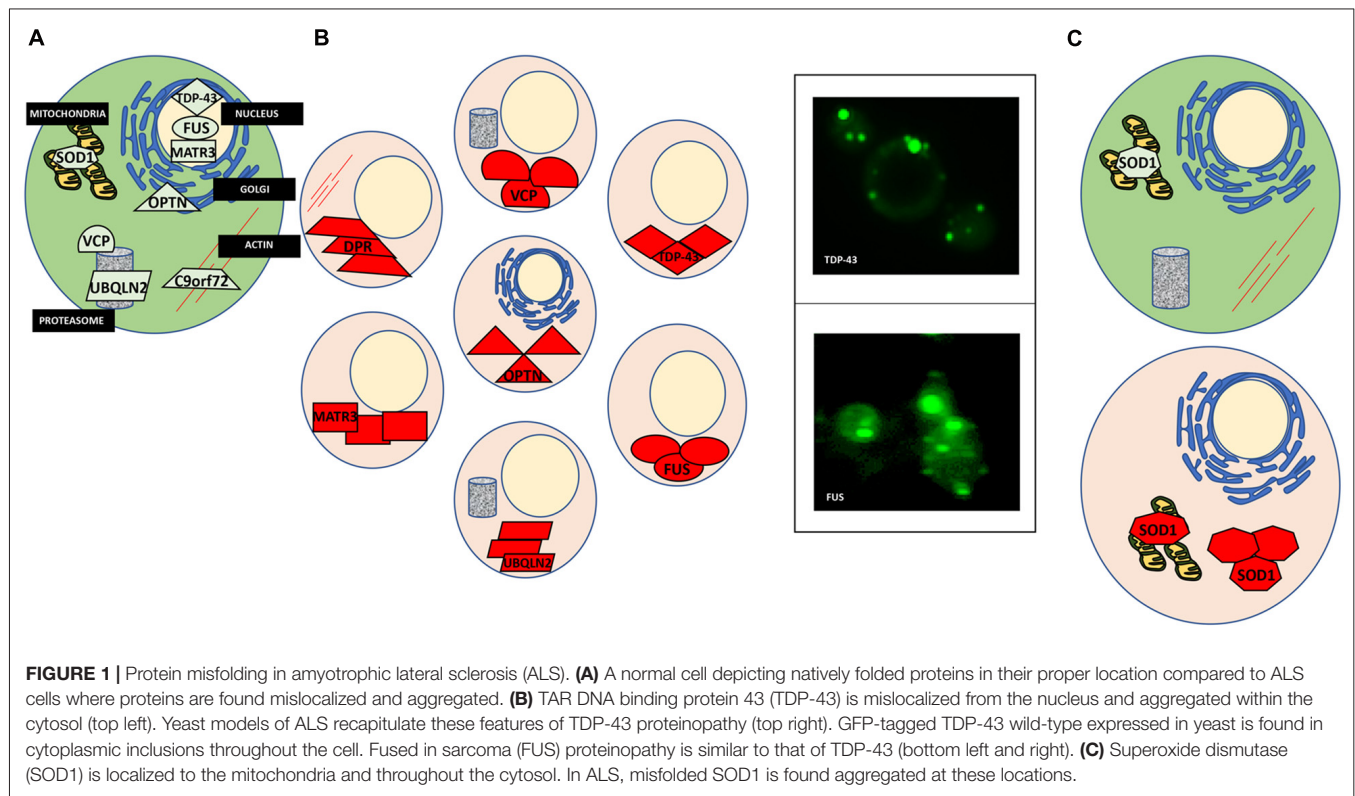 A
B
C
MITOCHONDRIA
TDP-43
NUCLEUS
FUS
MATR3
SOD1
GOLGI
OPTN
VCP
ACTIN
UBQLN2
C9orf72
PROTEASOME
DPR
MATR3
VCP
OPTN
UBQLN2
TDP-43
FUS
TDP-43
FUS
SOD1
SOD1
SOD1
FIGURE 1 | Protein misfolding in amyotrophic lateral sclerosis (ALS). (A) A normal cell depicting natively folded proteins in their proper location compared to ALS
cells where proteins are found mislocalized and aggregated. (B) TAR DNA binding protein 43 (TDP-43) is mislocalized from the nucleus and aggregated within the
cytosol (top left). Yeast models of ALS recapitulate these features of TDP-43 proteinopathy (top right). GFP-tagged TDP-43 wild-type expressed in yeast is found in
cytoplasmic inclusions throughout the cell. Fused in sarcoma (FUS) proteinopathy is similar to that of TDP-43 (bottom left and right). (C) Superoxide dismutase
(SOD1) is localized to the mitochondria and throughout the cytosol. In ALS, misfolded SOD1 is found aggregated at these locations.